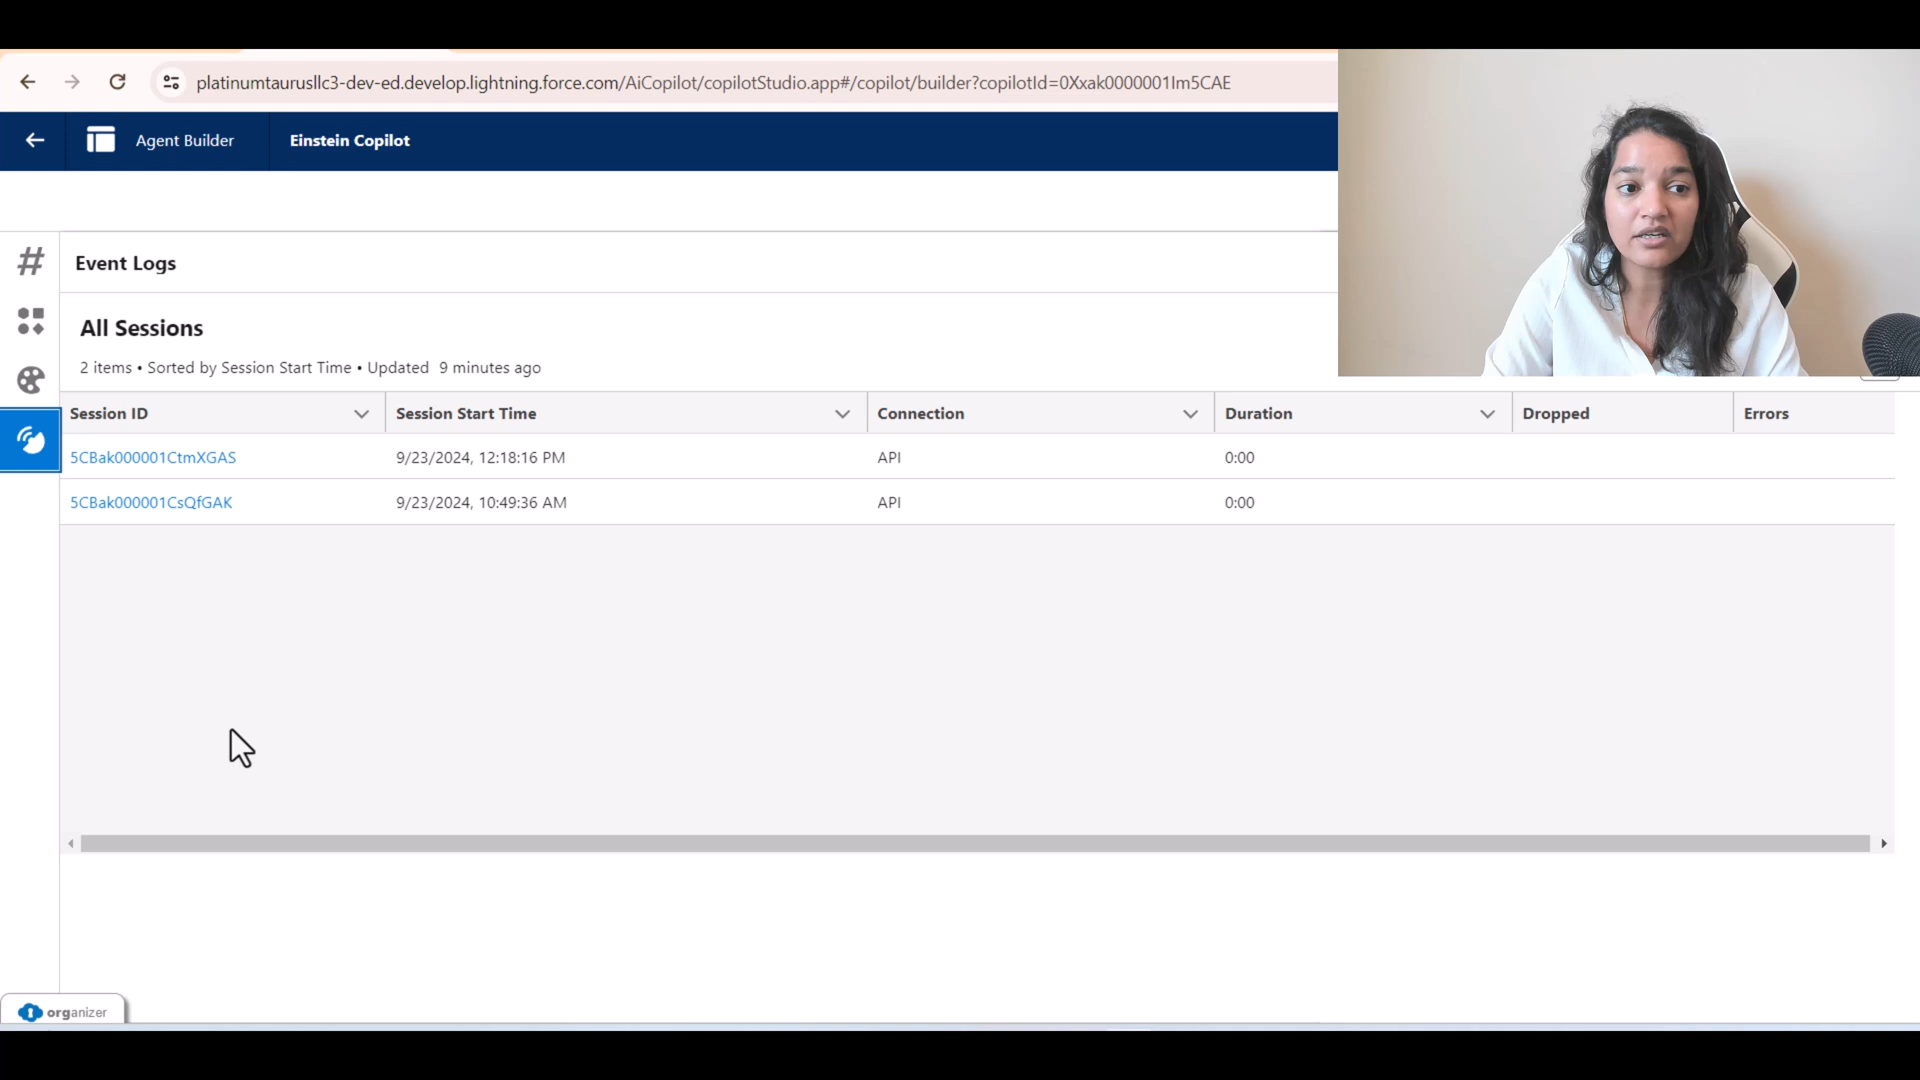 platinumtaurusllc3-dev-ed.develop.lightning.force.com/AiCopilot/copilotStudio.app#/copilot/builder?copilotId=0Xxak0000001Im5CAE
Agent Builder Einstein Copilot
Event Logs
All Sessions
2 items • Sorted by Session Start Time • Updated 9 minutes ago
Session ID Session Start Time Connection Duration Dropped Errors
5CBak000001CtmXGAS 9/23/2024, 12:18:16 PM API 0:00
5CBak000001CsQfGAK 9/23/2024, 10:49:36 AM API 0:00
organizer